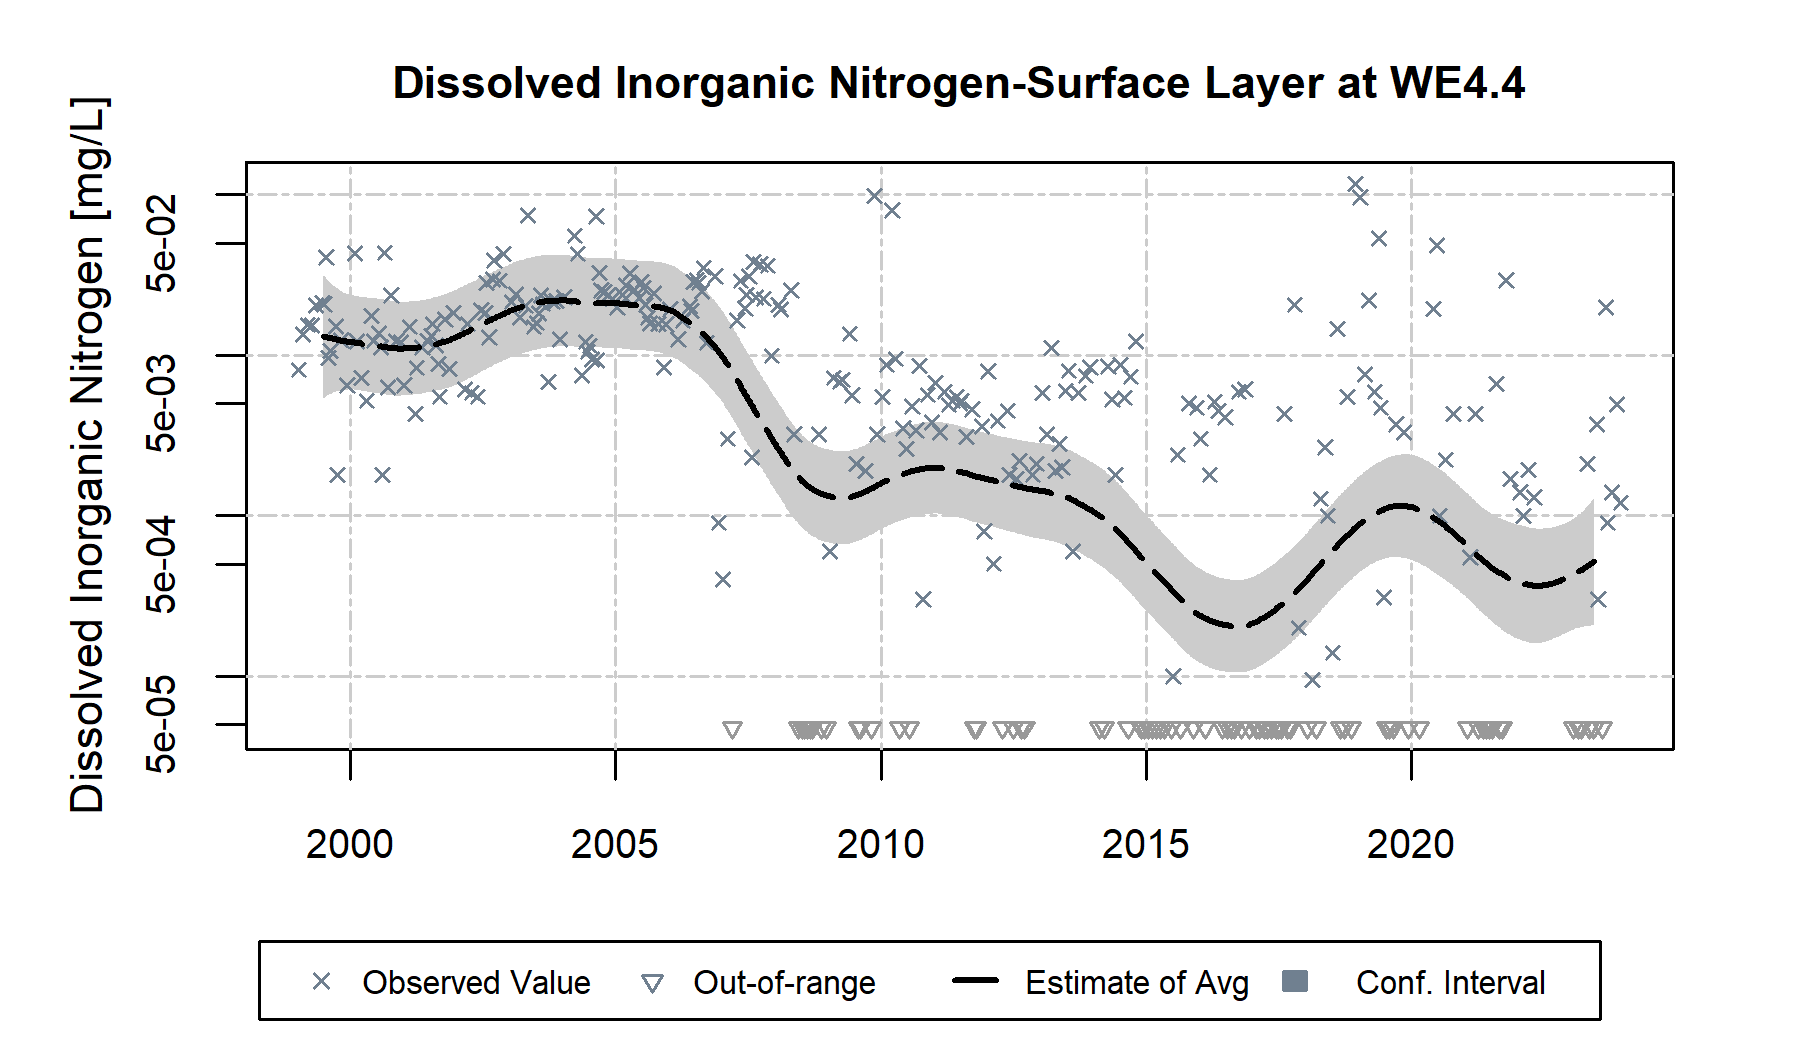 Dissolved Inorganic Nitrogen-Surface Layer at WE4.4
Dissolved Inorganic Nitrogen [mg/L]
5e-02
5e-03
5e-04
5e-05
2000 2005 2010 2015 2020
Observed Value Out-of-range Estimate of Avg Conf. Interval